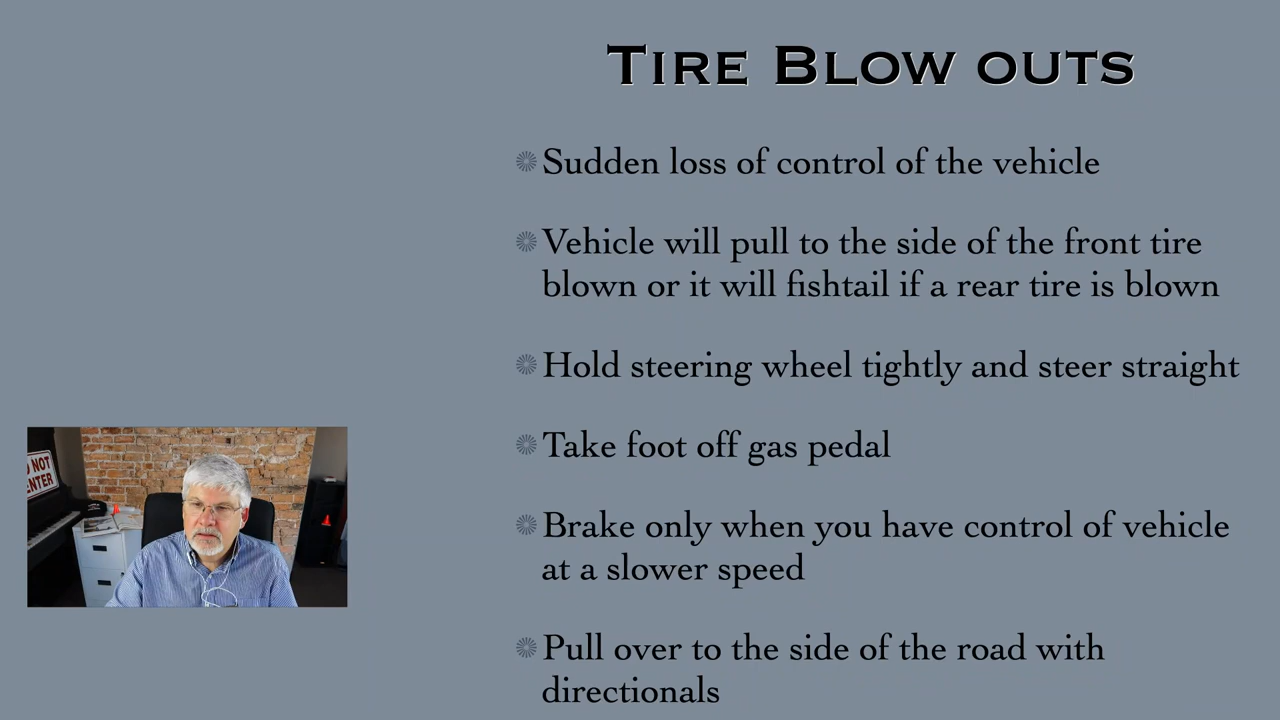 Tire Blow outs
Sudden loss of control of the vehicle
Vehicle will pull to the side of the front tire
blown or it will fishtail if a rear tire is blown
Hold steering wheel tightly and steer straight
Take foot off gas pedal
Brake only when you have control of vehicle
at a slower speed
Pull over to the side of the road with
directionals
NOT
ENTER